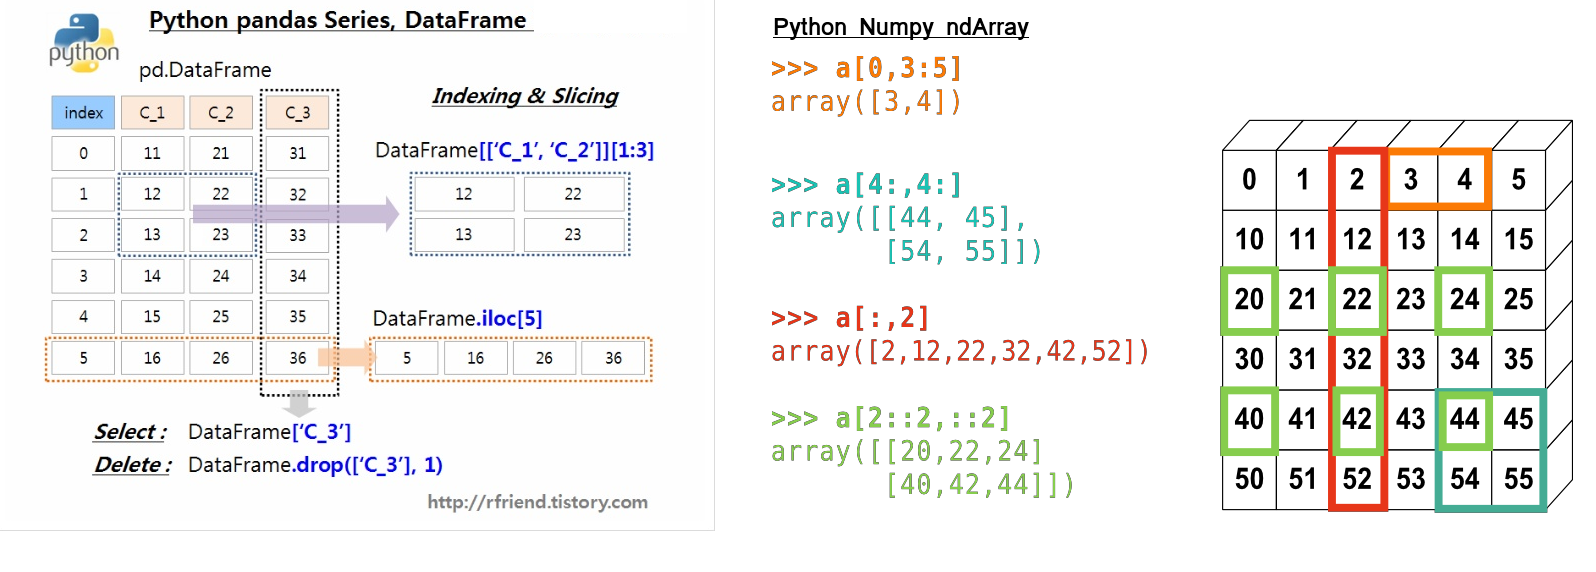 Python pandas Series, DataFrame
python
pd.DataFrame
index C_1 C_2 C_3
0 11 21 31
1 12 22 32
2 13 23 33
3 14 24 34
4 15 25 35
5 16 26 36
Indexing & Slicing
DataFrame[['C_1', 'C_2']][1:3]
12 22
13 23
DataFrame.iloc[5]
5 16 26 36
Select : DataFrame['C_3']
Delete : DataFrame.drop(['C_3'], 1)
http://rfriend.tistory.com
Python Numpy ndArray
>>> a[0,3:5]
array([3,4])
>>> a[4:,4:]
array([[44, 45],
[54, 55]])
>>> a[:,2]
array([2,12,22,32,42,52])
>>> a[2::2,::2]
array([[20,22,24]
[40,42,44]])
0 1 2 3 4 5
10 11 12 13 14 15
20 21 22 23 24 25
30 31 32 33 34 35
40 41 42 43 44 45
50 51 52 53 54 55